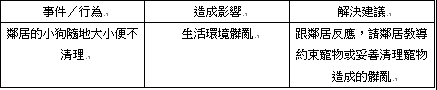 事件／行為
造成影響
解決建議
鄰居的小狗隨地大小便不
清理
生活環境髒亂
跟鄰居反應，請鄰居教導
約束寵物或妥善清理寵物
造成的髒亂